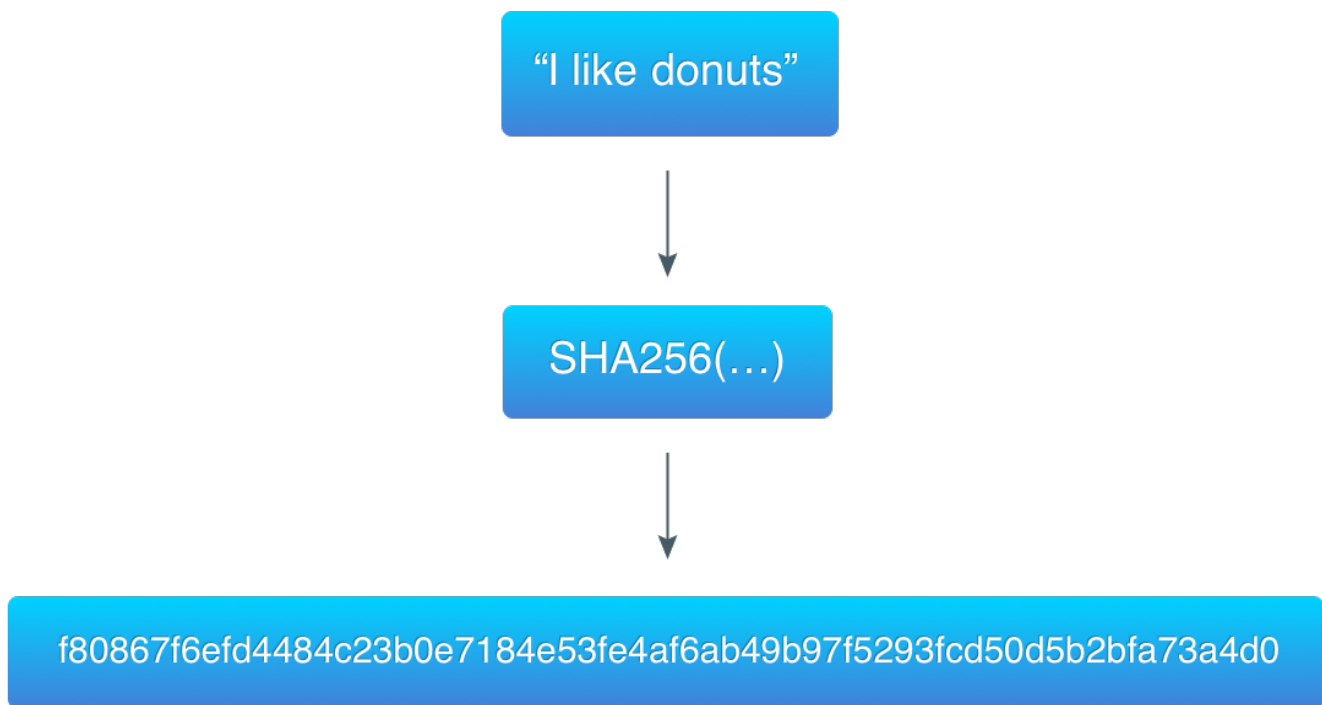 “I like donuts”
SHA256(…)
f80867f6efd4484c23b0e7184e53fe4af6ab49b97f5293fcd50d5b2bfa73a4d0